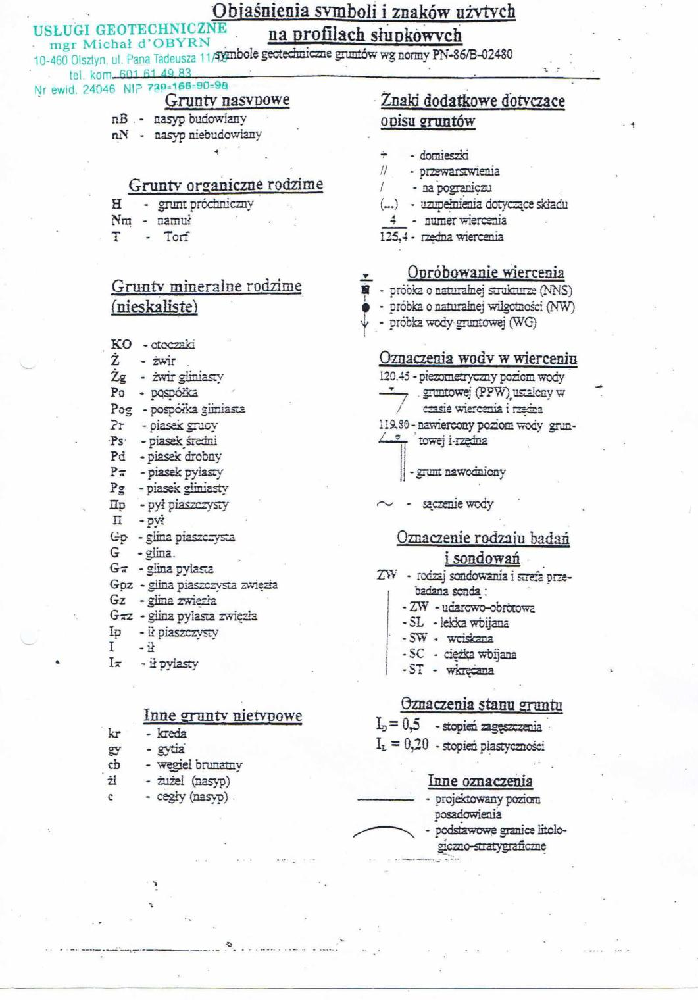 Objaśnienia symboli i znaków użytych
na profilach słupkowych
symbole geotechniczne gruntów wg normy PN-86/B-02480
USŁUGI GEOTECHNICZNE
mgr Michał d'OBYRN
10-460 Olsztyn, ul. Pana Tadeusza
tel. kom. 601 61 49 83
Nr ewid. 24046 NIP 739-166-90-98
Grunty nasypowe
nB - nasyp budowlany
nN - nasyp niebudowlany
Grunty organiczne rodzime
H - grunt próchniczny
Nm - namuł
T - Torf
Grunty mineralne rodzime
(nieskaliste)
KO - otoczaki
Ż - żwir
Żg - żwir gliniasty
Po - pospółka
Pog - pospółka gliniasta
Pr - piasek gruby
Ps - piasek średni
Pd - piasek drobny
Pπ - piasek pylasty
Pg - piasek gliniasty
Πp - pył piaszczysty
Π - pył
Gp - glina piaszczysta
G - glina.
Gπ - glina pylasta
Gpz - glina piaszczysta zwięzła
Gz - glina zwięzła
Gπz - glina pylasta zwięzła
Ip - ił piaszczysty
I - ił
Iπ - ił pylasty
Inne grunty nietypowe
kr - kreda
gy - gytia
cb - węgiel brunatny
żl - żużel (nasyp)
c - cegły (nasyp)
Znaki dodatkowe dotyczące
opisu gruntów
+ - domieszki
// - przewarstwienia
/ - na pograniczu
(...) - uzupełnienia dotyczące składu
4 - numer wiercenia
125,4 - rzędna wiercenia
Opróbowanie wiercenia
- próbka o naturalnej strukturze (NNS)
- próbka o naturalnej wilgotności (NW)
- próbka wody gruntowej (WG)
Oznaczenia wody w wierceniu
120.45 - piezometryczny poziom wody
gruntowej (PPW) ustalony w
czasie wiercenia i rzędna
119.80 - nawiercony poziom wody grun-
towej i rzędna
- grunt nawodniony
~ - sączenie wody
Oznaczenie rodzaju badań
i sondowań
ZW - rodzaj sondowania i strefa prze-
badana sondą :
- ZW - udarowo-obrotowa
- SL - lekka wbijana
- SW - wciskana
- SC - ciężka wbijana
- ST - wkręcana
Oznaczenia stanu gruntu
I_D = 0,5 - stopień zagęszczenia
I_L = 0,20 - stopień plastyczności
Inne oznaczenia
- projektowany poziom
posadowienia
- podstawowe granice litolo-
giczno-stratygraficzne